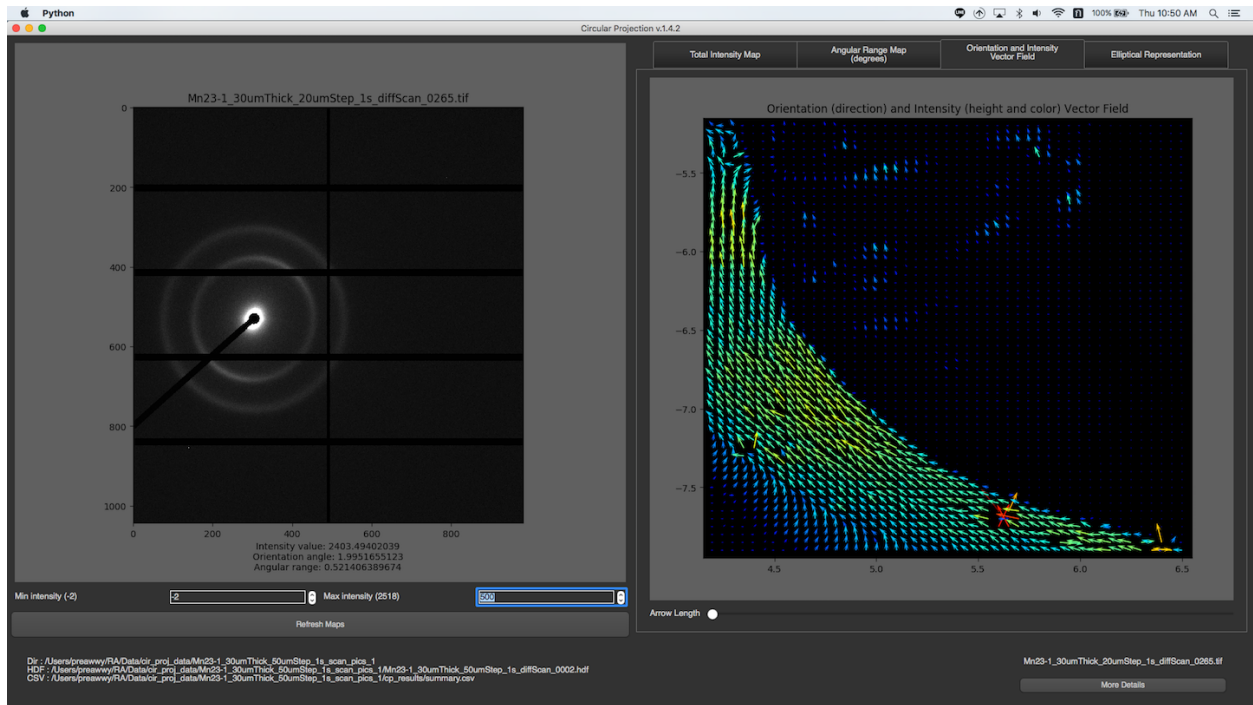 Python
100%
Thu 10:50 AM
Circular Projection v.1.4.2
Mn23-1_30umThick_20umStep_1s_diffScan_0265.tif
0
200
400
600
800
1000
0 200 400 600 800
Intensity value: 2403.49402039
Orientation angle: 1.9951655123
Angular range: 0.521406389674
Min intensity (-2) -2 Max intensity (2518) 500
Refresh Maps
Total Intensity Map
Angular Range Map
(degrees)
Orientation and Intensity
Vector Field
Elliptical Representation
Orientation (direction) and Intensity (height and color) Vector Field
−5.5
−6.0
−6.5
−7.0
−7.5
4.5 5.0 5.5 6.0 6.5
Arrow Length
Dir : /Users/preawwy/RA/Data/cir_proj_data/Mn23-1_30umThick_50umStep_1s_scan_pics_1
HDF : /Users/preawwy/RA/Data/cir_proj_data/Mn23-1_30umThick_50umStep_1s_scan_pics_1/Mn23-1_30umThick_50umStep_1s_diffScan_0002.hdf
CSV : /Users/preawwy/RA/Data/cir_proj_data/Mn23-1_30umThick_50umStep_1s_scan_pics_1/cp_results/summary.csv
Mn23-1_30umThick_20umStep_1s_diffScan_0265.tif
More Details